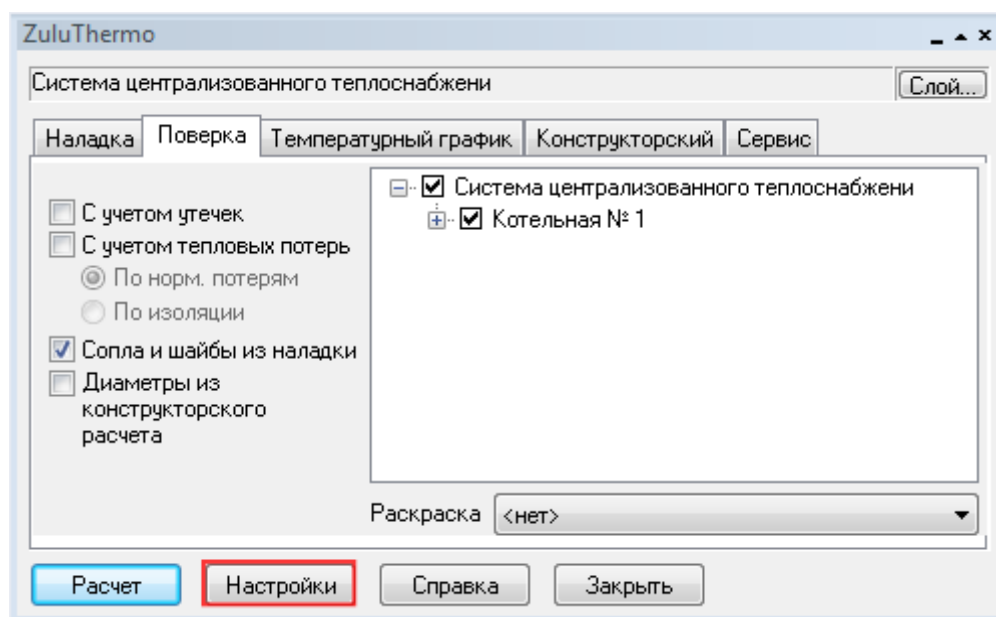 ZuluThermo
Система централизованного теплоснабжени
Слой...
Наладка Поверка Температурный график Конструкторский Сервис
С учетом утечек
С учетом тепловых потерь
По норм. потерям
По изоляции
Сопла и шайбы из наладки
Диаметры из
конструкторского
расчета
Система централизованного теплоснабжени
Котельная № 1
Раскраска <нет>
Расчет Настройки Справка Закрыть